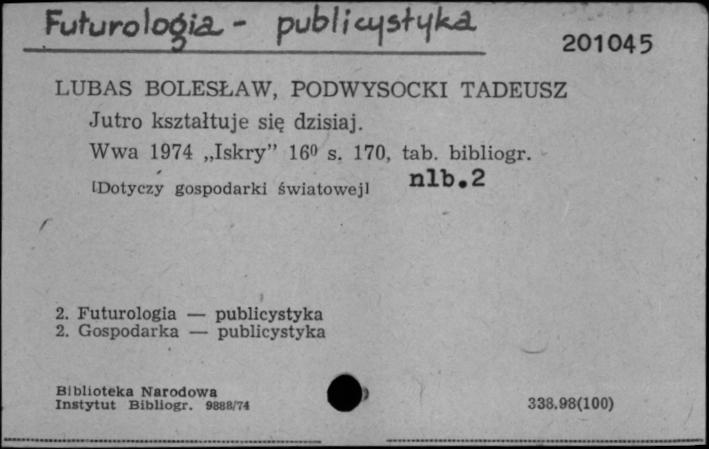 Futurologia - publicystyka
201045
LUBAS BOLESŁAW, PODWYSOCKI TADEUSZ
Jutro kształtuje się dzisiaj.
Wwa 1974 „Iskry” 16⁰ s. 170, tab. bibliogr.
[Dotyczy gospodarki światowej] nlb.2
2. Futurologia — publicystyka
2. Gospodarka — publicystyka
Biblioteka Narodowa
Instytut Bibliogr. 9888/74
338.98(100)